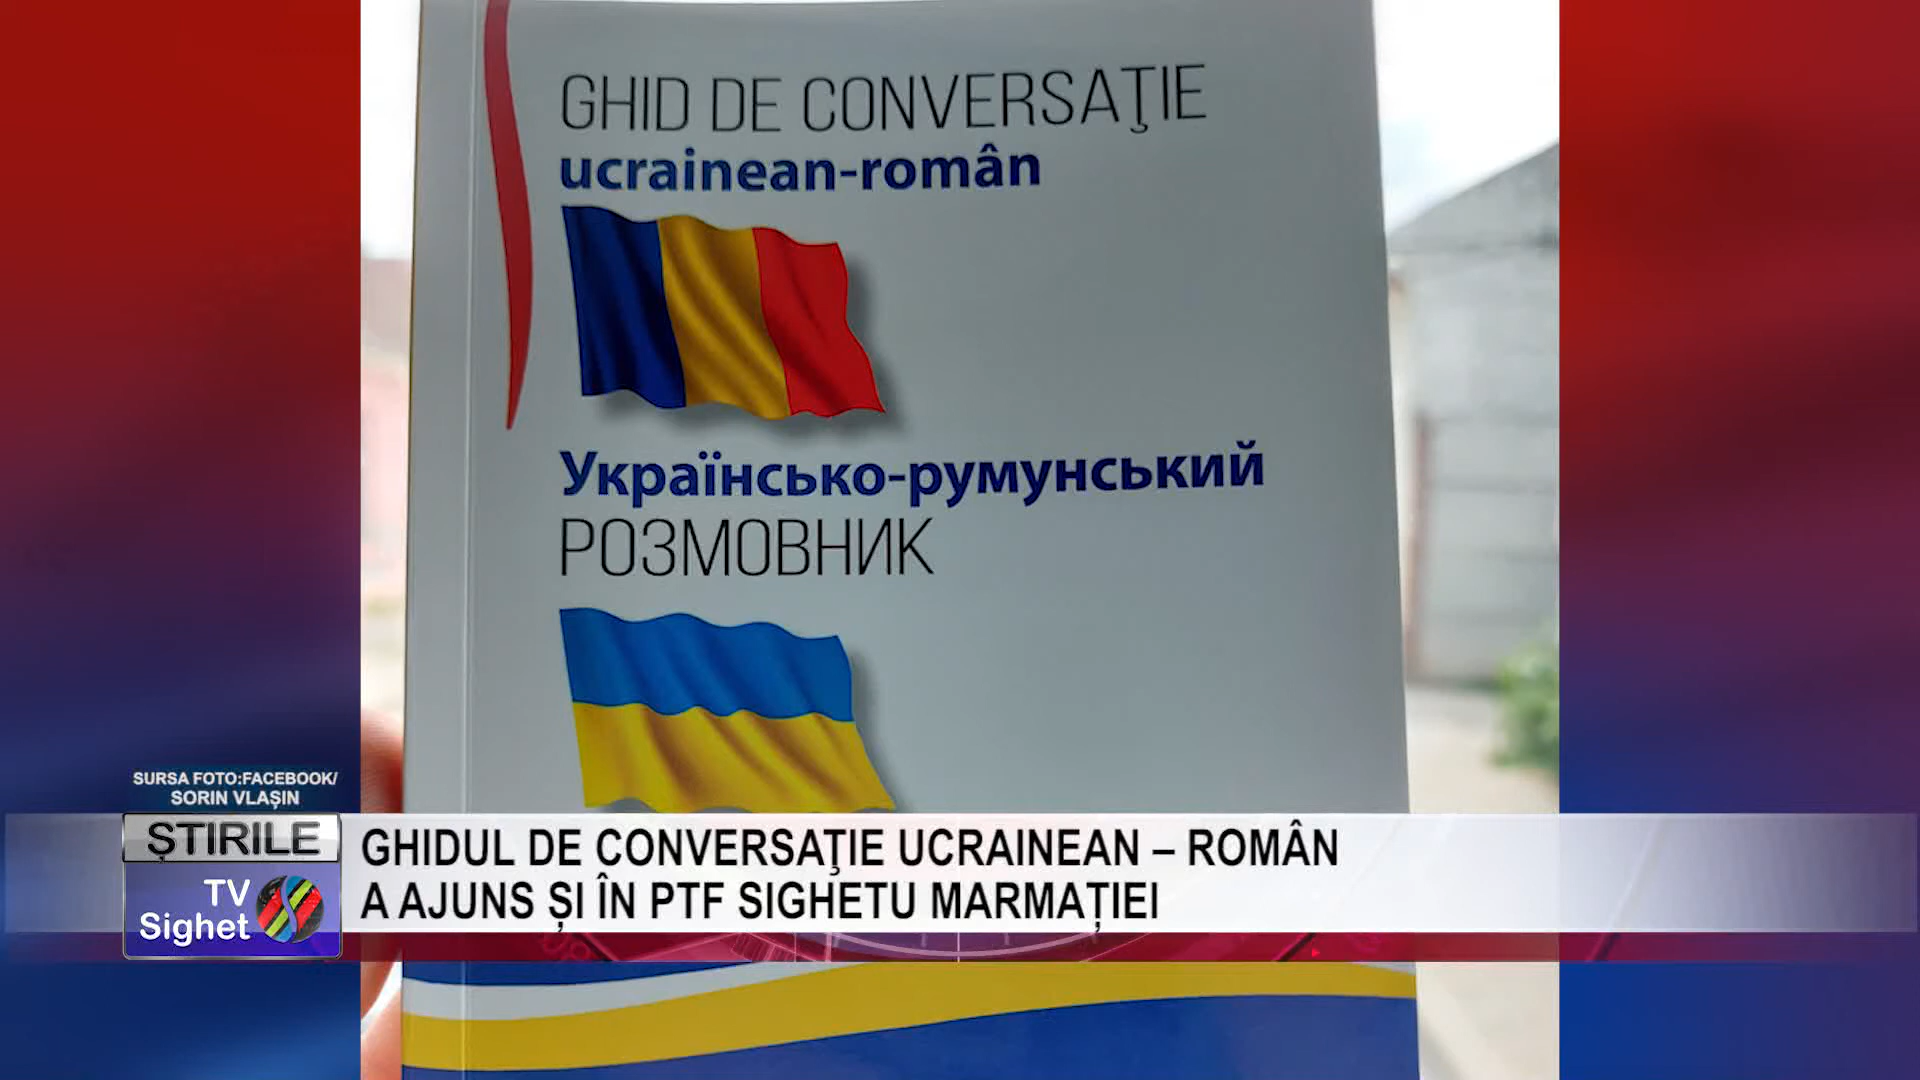 GHID DE CONVERSAŢIE
ucrainean-român
Українсько-румунський
РОЗМОВНИК
SURSA FOTO:FACEBOOK/
SORIN VLAȘIN
ȘTIRILE
TV
Sighet
GHIDUL DE CONVERSAŢIE UCRAINEAN – ROMÂN
A AJUNS ȘI ÎN PTF SIGHETU MARMAȚIEI